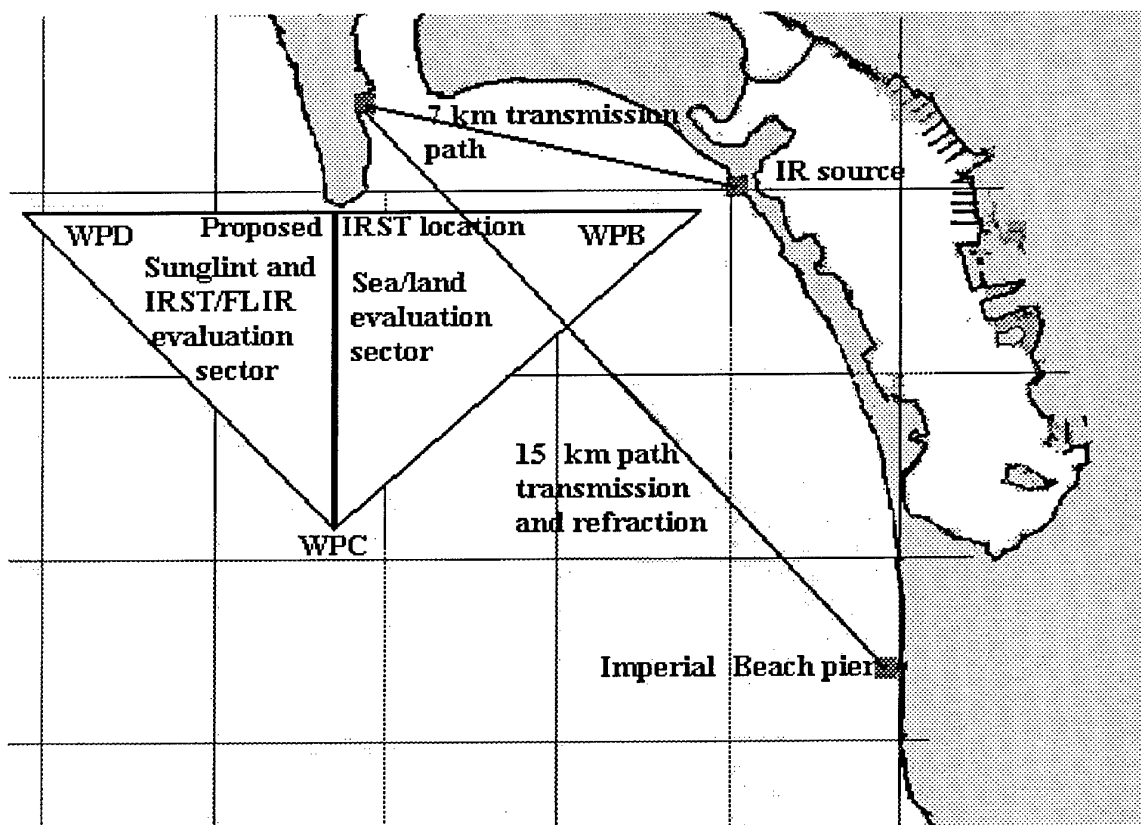 7 km transmission
path
IR source
WPD
Proposed IRST location
WPB
Sunglint and
IRST/FLIR
evaluation
sector
Sea/land
evaluation
sector
15 km path
transmission
and refraction
WPC
Imperial Beach pier